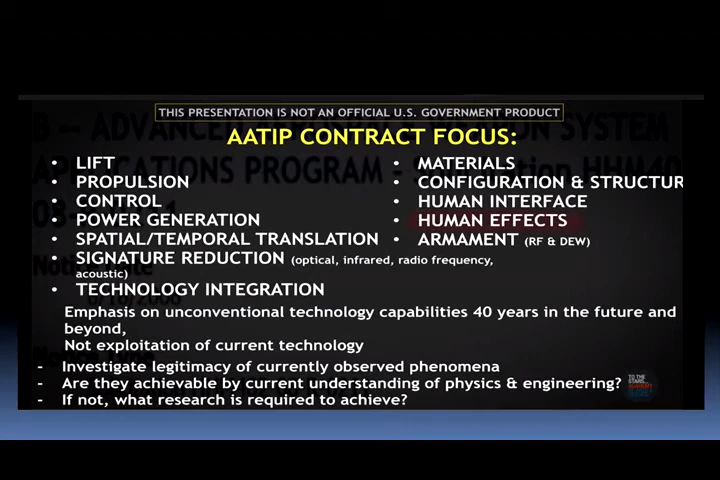 THIS PRESENTATION IS NOT AN OFFICIAL U.S. GOVERNMENT PRODUCT
AATIP CONTRACT FOCUS:
• LIFT
• PROPULSION
• CONTROL
• POWER GENERATION
• SPATIAL/TEMPORAL TRANSLATION
• SIGNATURE REDUCTION (optical, infrared, radio frequency,
acoustic)
• TECHNOLOGY INTEGRATION
• MATERIALS
• CONFIGURATION & STRUCTUR
• HUMAN INTERFACE
• HUMAN EFFECTS
• ARMAMENT (RF & DEW)
Emphasis on unconventional technology capabilities 40 years in the future and
beyond,
Not exploitation of current technology
- Investigate legitimacy of currently observed phenomena
- Are they achievable by current understanding of physics & engineering?
- If not, what research is required to achieve?
TO THE
STARS